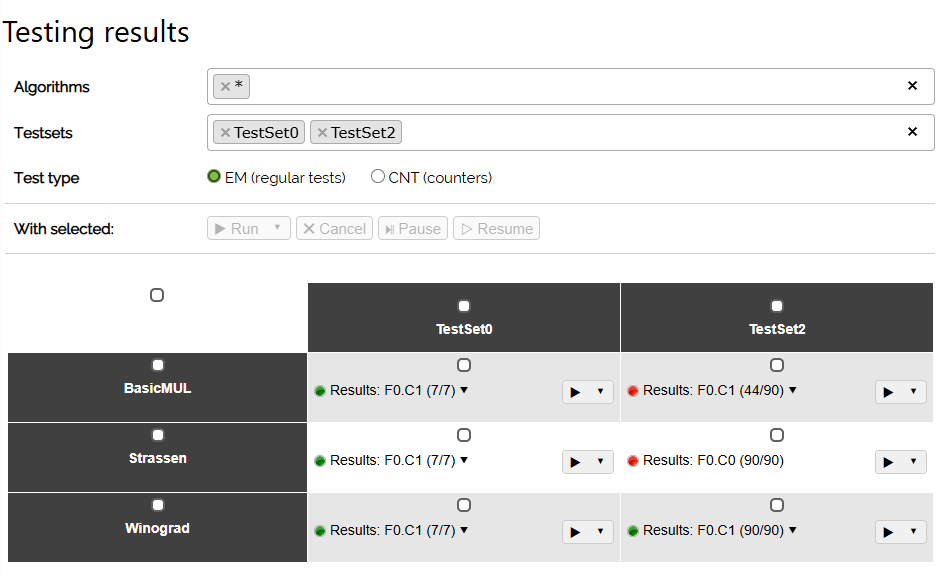 Testing results
Algorithms × * ×
Testsets × TestSet0 × TestSet2 ×
Test type EM (regular tests) CNT (counters)
With selected: Run Cancel Pause Resume
TestSet0 TestSet2
BasicMUL Results: F0.C1 (7/7) Results: F0.C1 (44/90)
Strassen Results: F0.C1 (7/7) Results: F0.C0 (90/90)
Winograd Results: F0.C1 (7/7) Results: F0.C1 (90/90)